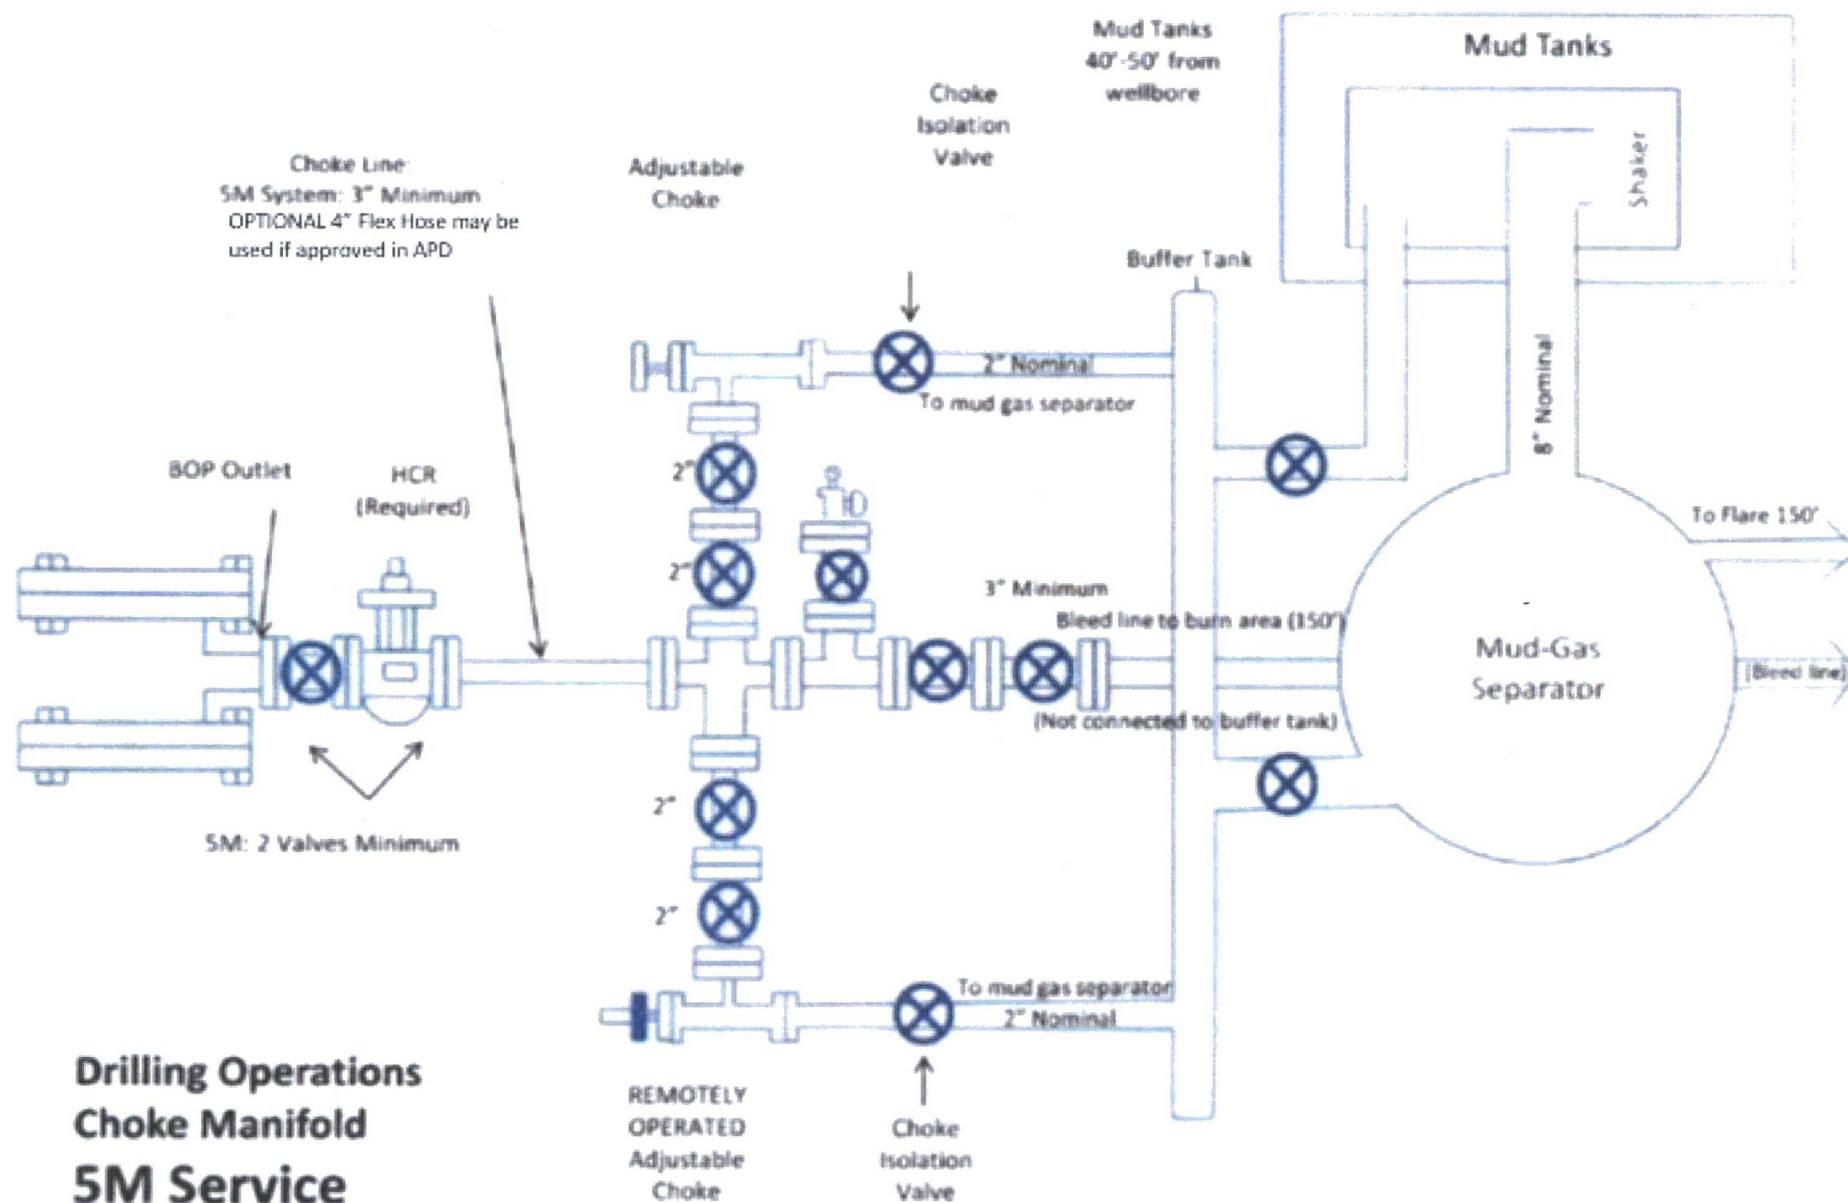 Mud Tanks
40'-50' from
wellbore
Mud Tanks
Shaker
Choke
Isolation
Valve
Choke Line:
5M System: 3" Minimum
OPTIONAL 4" Flex Hose may be
used if approved in APD
Adjustable
Choke
Buffer Tank
2" Nominal
To mud gas separator
8" Nominal
BOP Outlet
HCR
(Required)
2"
2"
To Flare 150'
3" Minimum
Bleed line to burn area (150')
Mud-Gas
Separator
(Bleed line)
(Not connected to buffer tank)
5M: 2 Valves Minimum
2"
2"
To mud gas separator
2" Nominal
REMOTELY
OPERATED
Adjustable
Choke
Choke
Isolation
Valve
Drilling Operations
Choke Manifold
5M Service